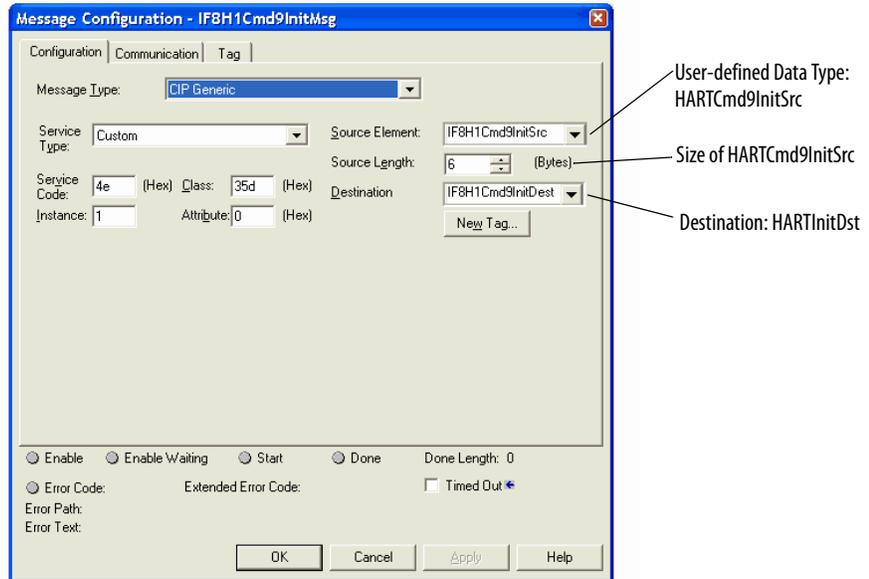 Message Configuration - IF8H1Cmd9InitMsg
Configuration Communication Tag
Message Type: CIP Generic
Service Type: Custom
Source Element: IF8H1Cmd9InitSrc
Source Length: 6 (Bytes)
Service Code: 4e (Hex) Class: 35d (Hex)
Destination IF8H1Cmd9InitDest
Instance: 1 Attribute: 0 (Hex)
New Tag...
User-defined Data Type:
HARTCmd9InitSrc
Size of HARTCmd9InitSrc
Destination: HARTInitDst
Enable Enable Waiting Start Done Done Length: 0
Error Code: Extended Error Code: Timed Out
Error Path:
Error Text:
OK Cancel Apply Help